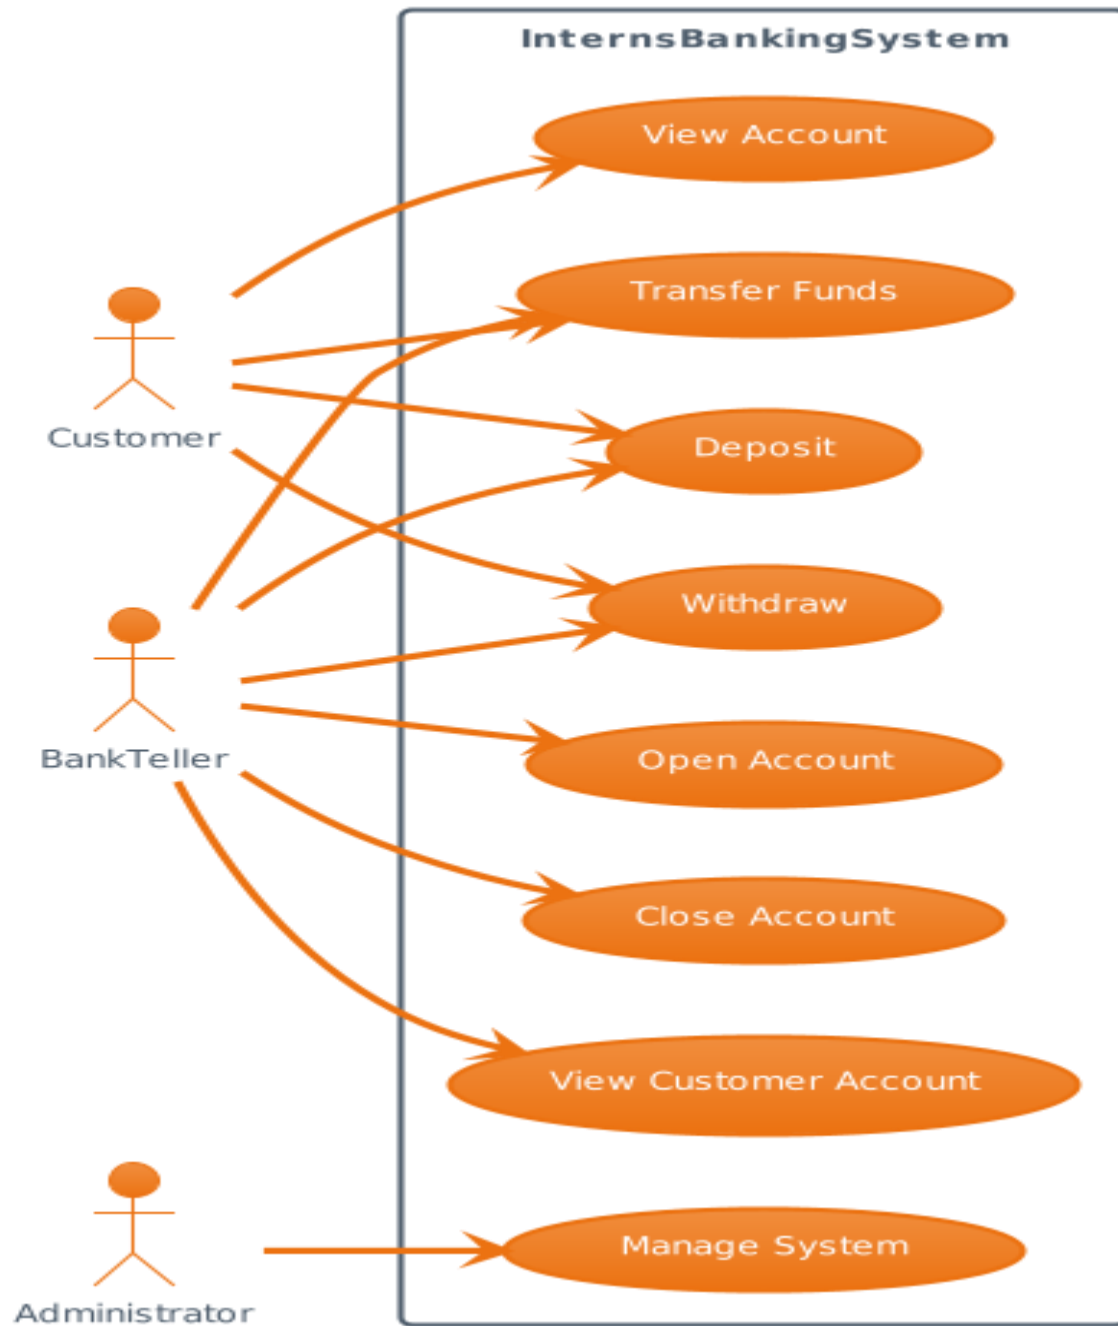 InternsBankingSystem
View Account
Transfer Funds
Customer
Deposit
Withdraw
BankTeller
Open Account
Close Account
View Customer Account
Manage System
Administrator